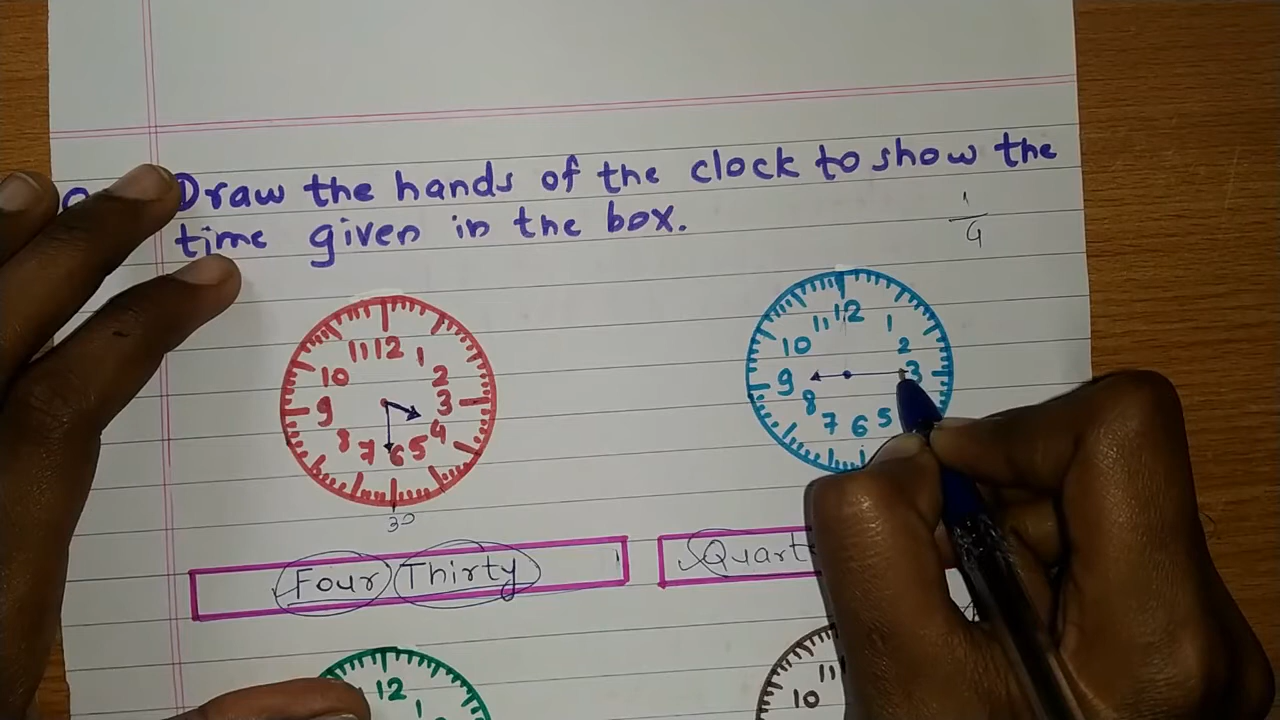 Draw the hands of the clock to show the
time given in the box.
1
4
12 1 2 3 4 5 6 7 8 9 10 11
12 1 2 3 5 6 7 8 9 10 11
30
Four Thirty
Quart
12 1
11 10